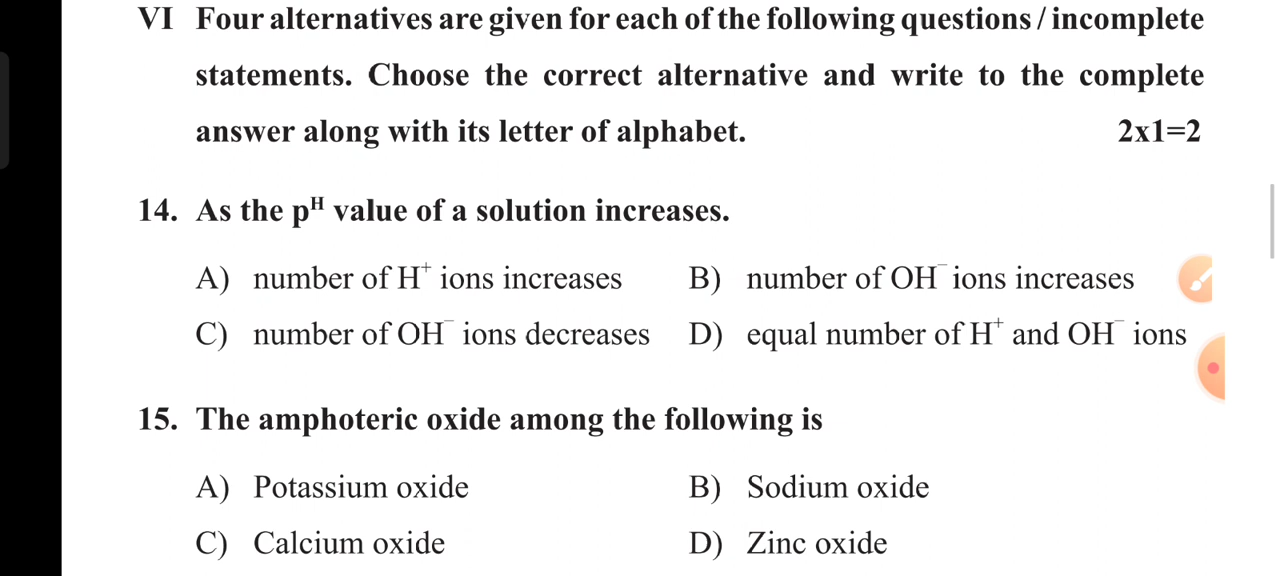 VI Four alternatives are given for each of the following questions / incomplete
statements. Choose the correct alternative and write to the complete
answer along with its letter of alphabet. 2x1=2
14. As the pᴴ value of a solution increases.
A) number of H⁺ ions increases B) number of OH⁻ ions increases
C) number of OH⁻ ions decreases D) equal number of H⁺ and OH⁻ ions
15. The amphoteric oxide among the following is
A) Potassium oxide B) Sodium oxide
C) Calcium oxide D) Zinc oxide